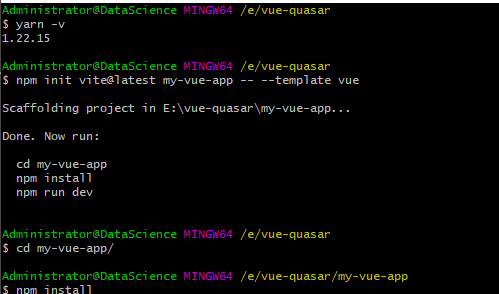 Administrator@DataScience MINGW64 /e/vue-quasar
$ yarn -v
1.22.15
Administrator@DataScience MINGW64 /e/vue-quasar
$ npm init vite@latest my-vue-app -- --template vue
Scaffolding project in E:\vue-quasar\my-vue-app...
Done. Now run:
cd my-vue-app
npm install
npm run dev
Administrator@DataScience MINGW64 /e/vue-quasar
$ cd my-vue-app/
Administrator@DataScience MINGW64 /e/vue-quasar/my-vue-app
$ npm install